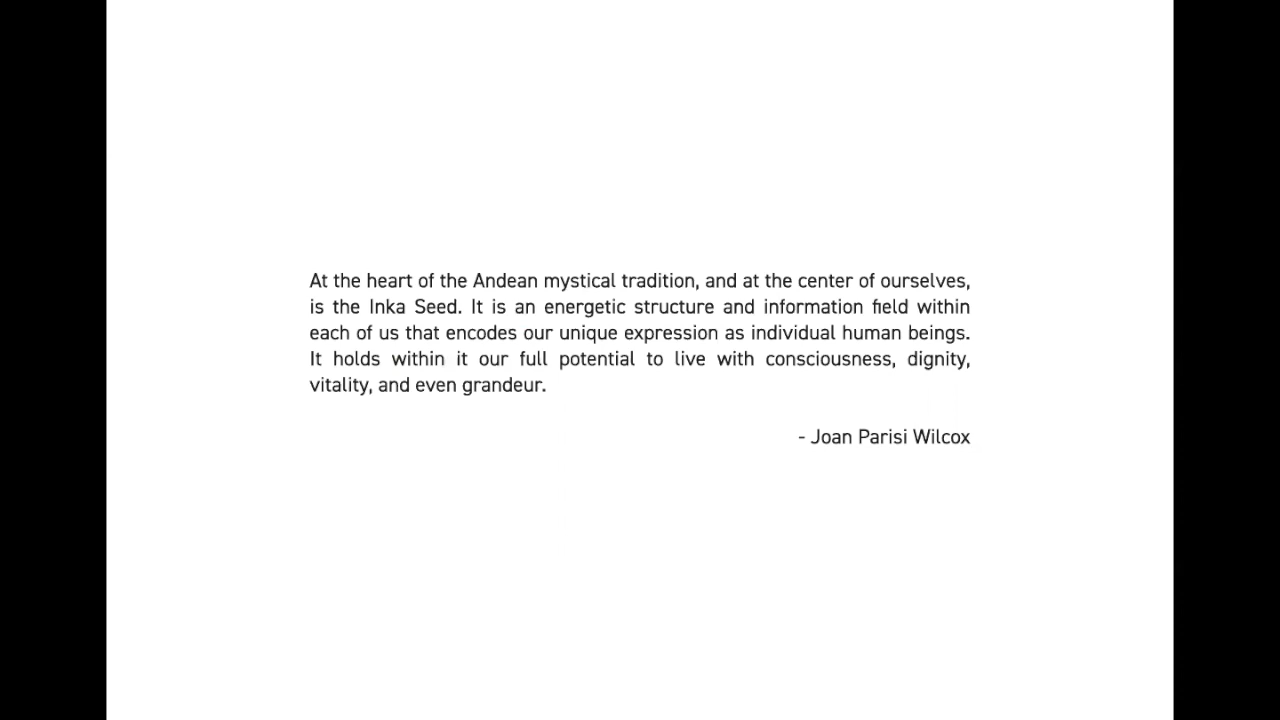 At the heart of the Andean mystical tradition, and at the center of ourselves,
is the Inka Seed. It is an energetic structure and information field within
each of us that encodes our unique expression as individual human beings.
It holds within it our full potential to live with consciousness, dignity,
vitality, and even grandeur.
- Joan Parisi Wilcox